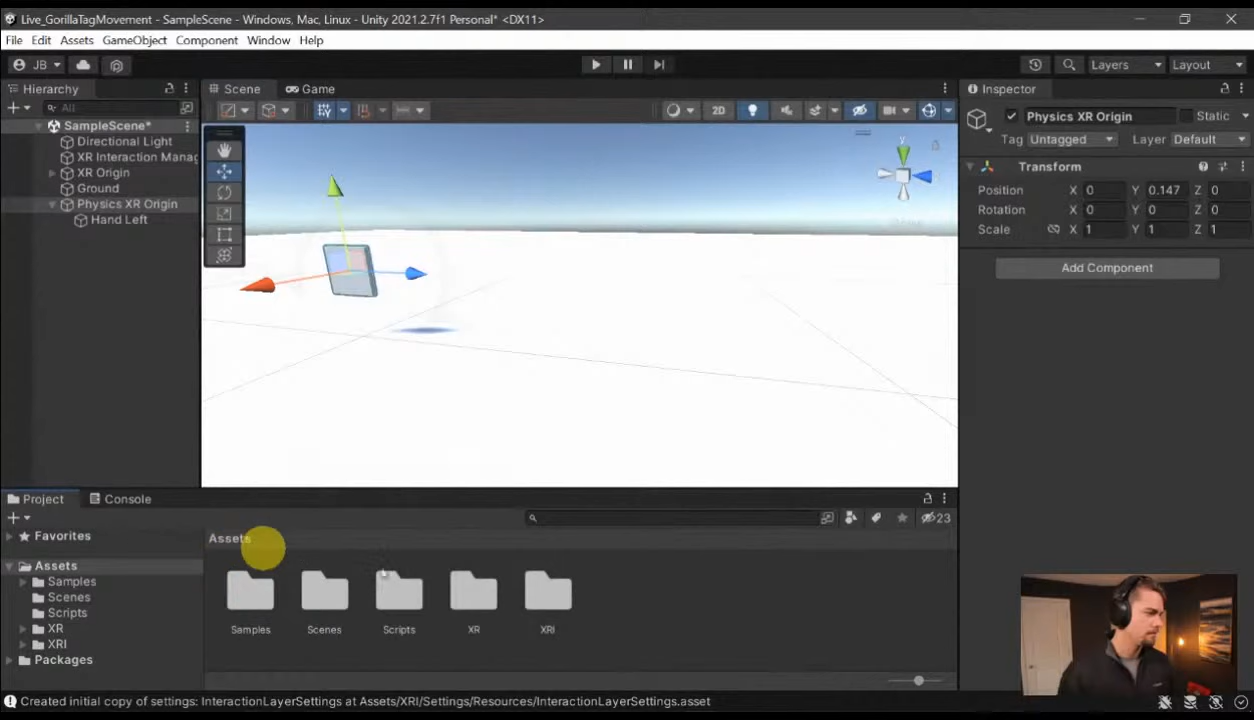 Live_GorillaTagMovement - SampleScene - Windows, Mac, Linux - Unity 2021.2.7f1 Personal* <DX11>
File Edit Assets GameObject Component Window Help
JB Layers Layout
Hierarchy Scene Game Inspector
All 2D Physics XR Origin Static
SampleScene* Tag Untagged Layer Default
Directional Light
XR Interaction Manag Transform
XR Origin
Ground Position X 0 Y 0.147 Z 0
Physics XR Origin Rotation X 0 Y 0 Z 0
Hand Left Scale X 1 Y 1 Z 1
Add Component
Project Console
23
Favorites Assets
Assets
Samples
Scenes
Scripts
XR Samples Scenes Scripts XR XRI
XRI
Packages
Created initial copy of settings: InteractionLayerSettings at Assets/XRI/Settings/Resources/InteractionLayerSettings.asset